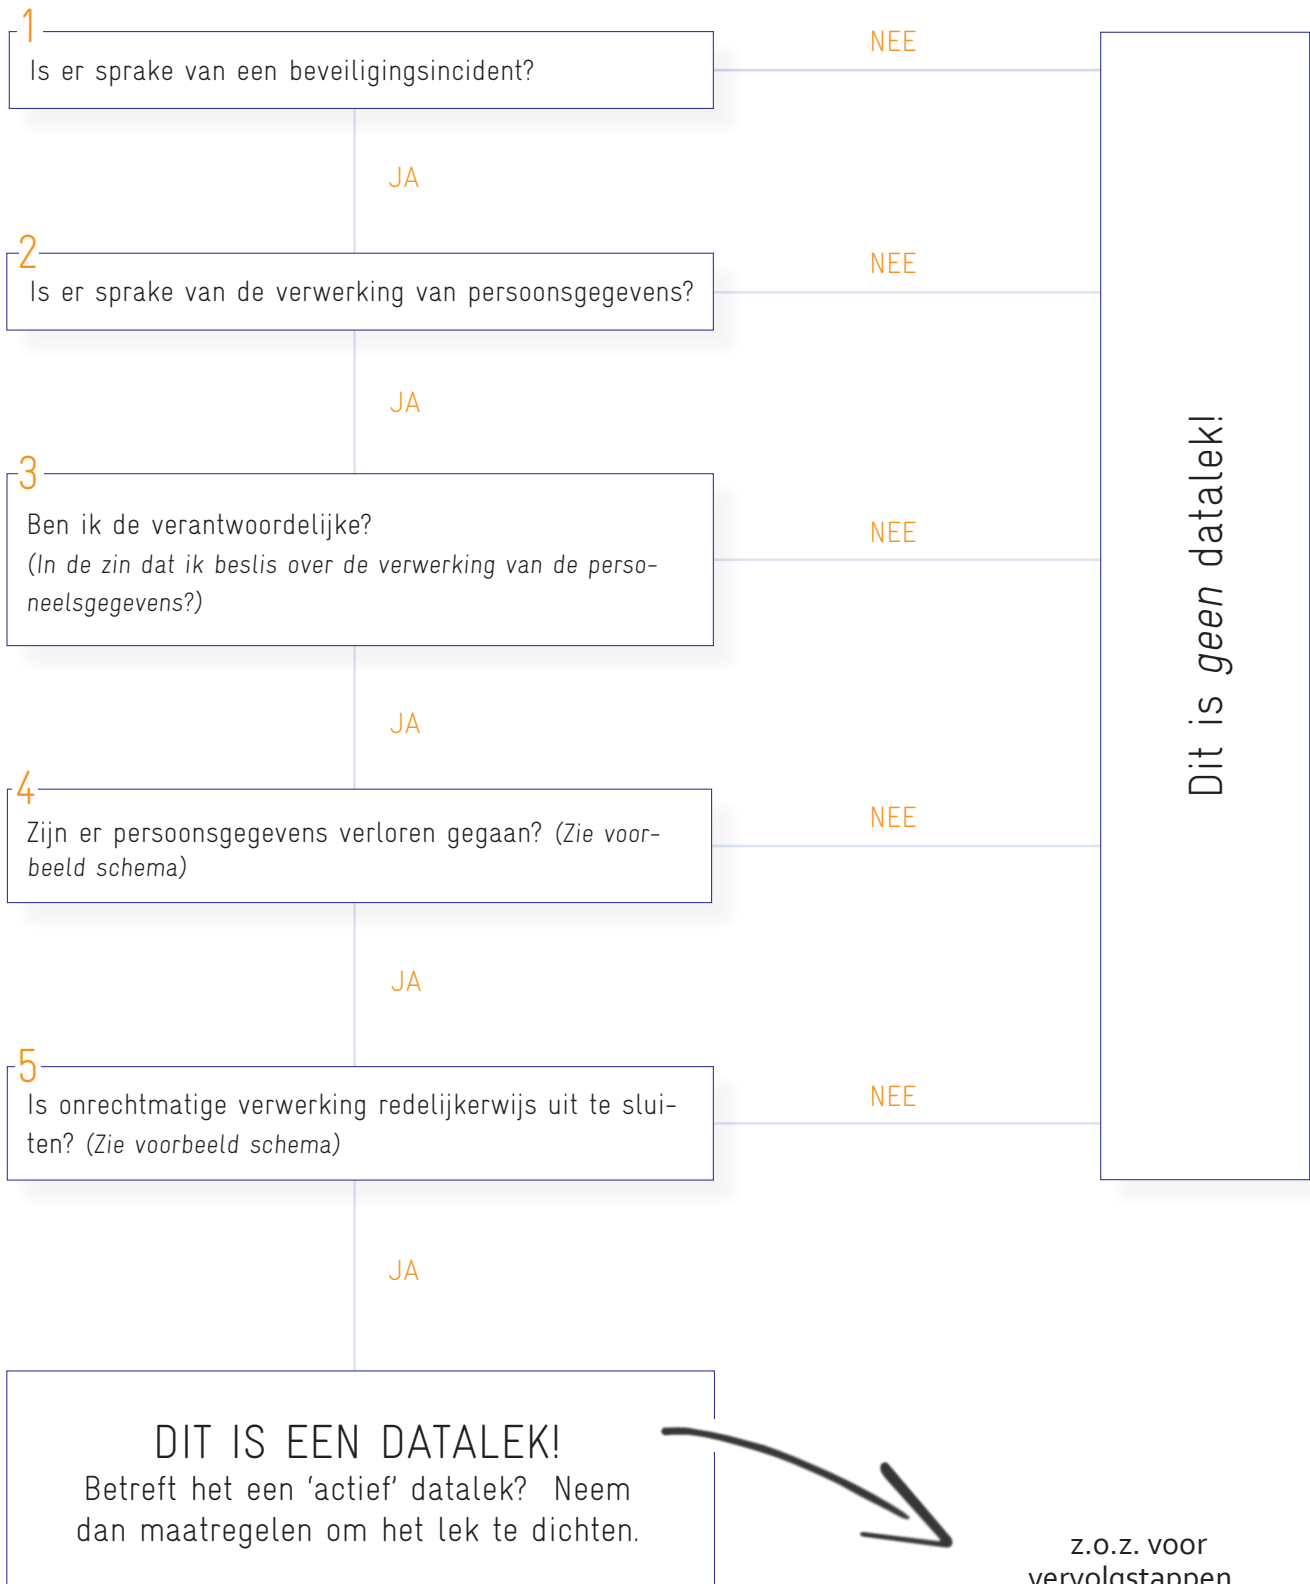 1
Is er sprake van een beveiligingsincident?
NEE
JA
2
Is er sprake van de verwerking van persoonsgegevens?
NEE
JA
3
Ben ik de verantwoordelijke?
(In de zin dat ik beslis over de verwerking van de perso-
neelsgegevens?)
NEE
JA
4
Zijn er persoonsgegevens verloren gegaan? (Zie voor-
beeld schema)
NEE
JA
5
Is onrechtmatige verwerking redelijkerwijs uit te slui-
ten? (Zie voorbeeld schema)
NEE
JA
Dit is geen datalek!
DIT IS EEN DATALEK!
Betreft het een ‘actief’ datalek? Neem
dan maatregelen om het lek te dichten.
z.o.z. voor
vervolgstappen